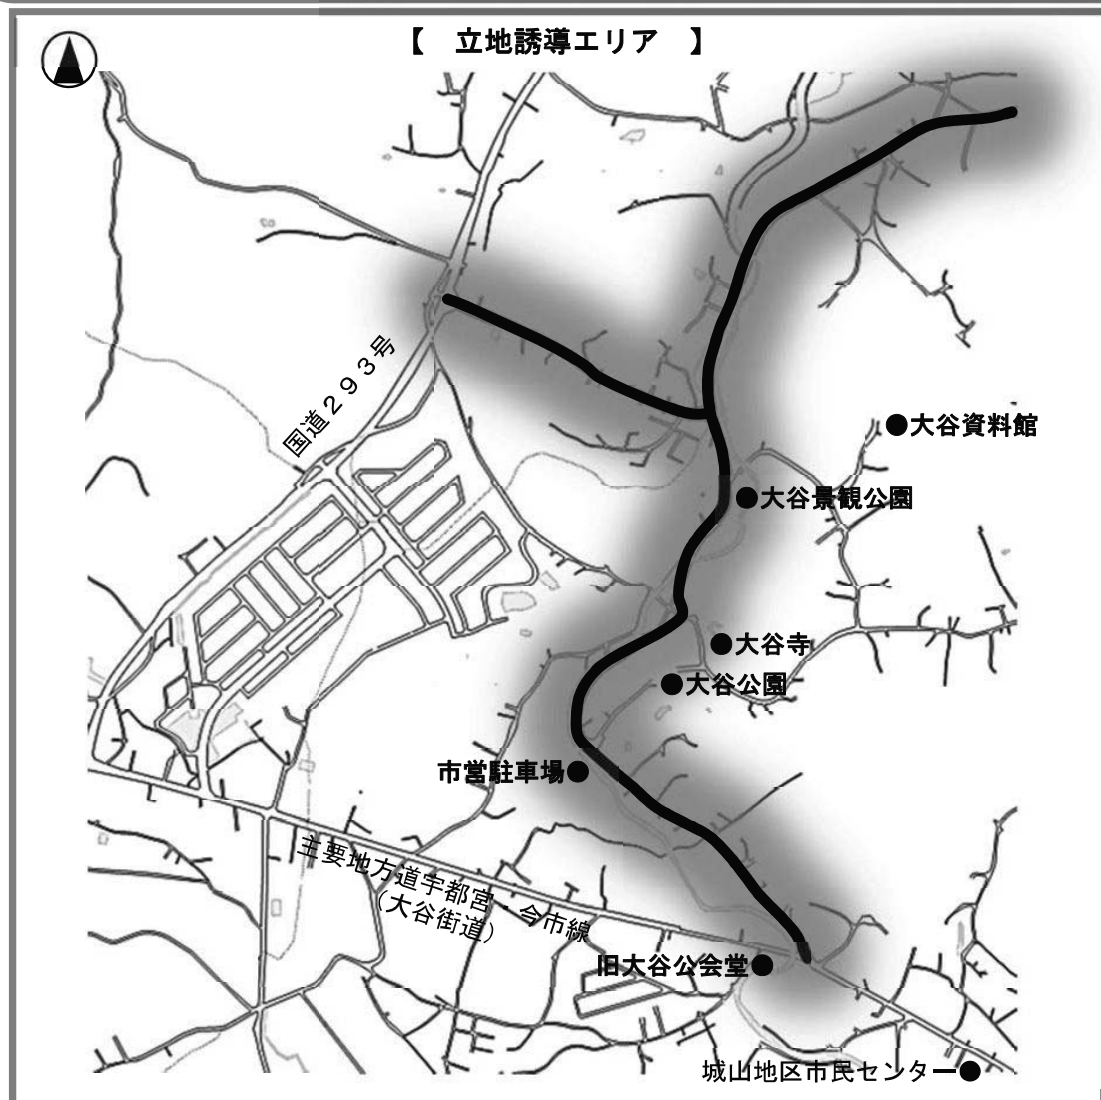 【　立地誘導エリア　】
国道２９３号
●大谷資料館
●大谷景観公園
●大谷寺
●大谷公園
市営駐車場●
主要地方道宇都宮・今市線
（大谷街道）
旧大谷公会堂●
城山地区市民センター●